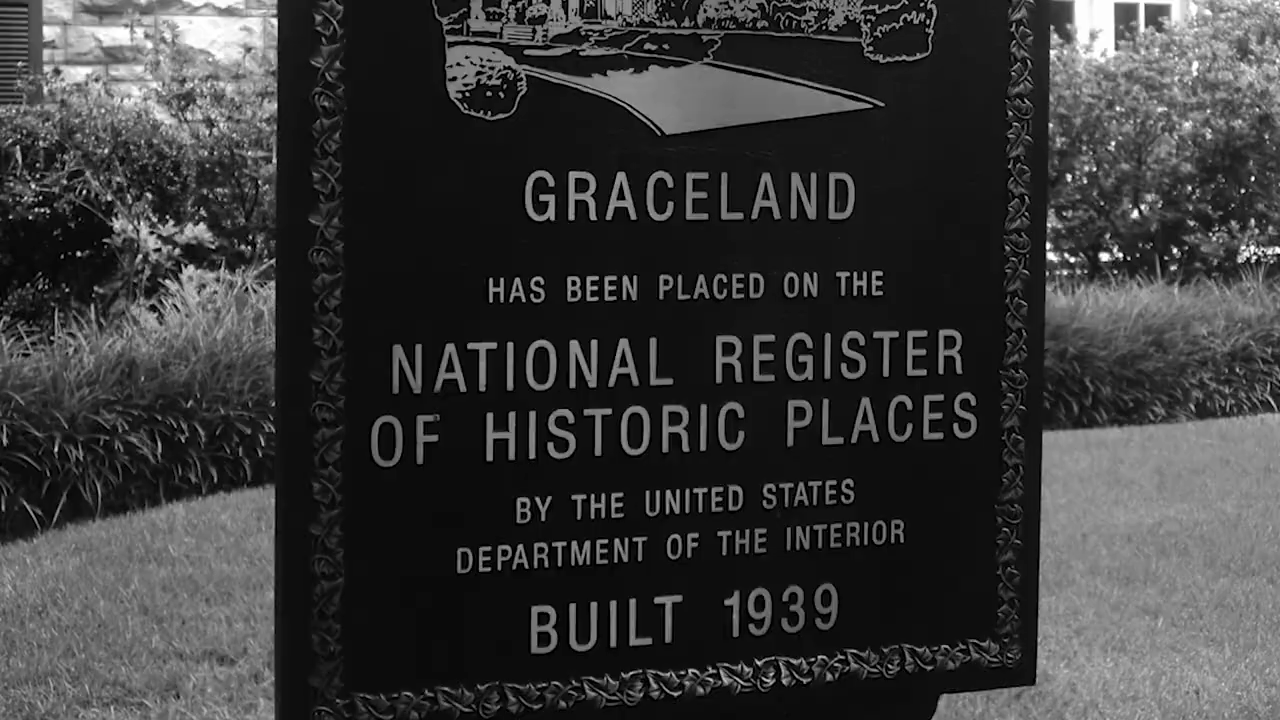 GRACELAND
HAS BEEN PLACED ON THE
NATIONAL REGISTER
OF HISTORIC PLACES
BY THE UNITED STATES
DEPARTMENT OF THE INTERIOR
BUILT 1939